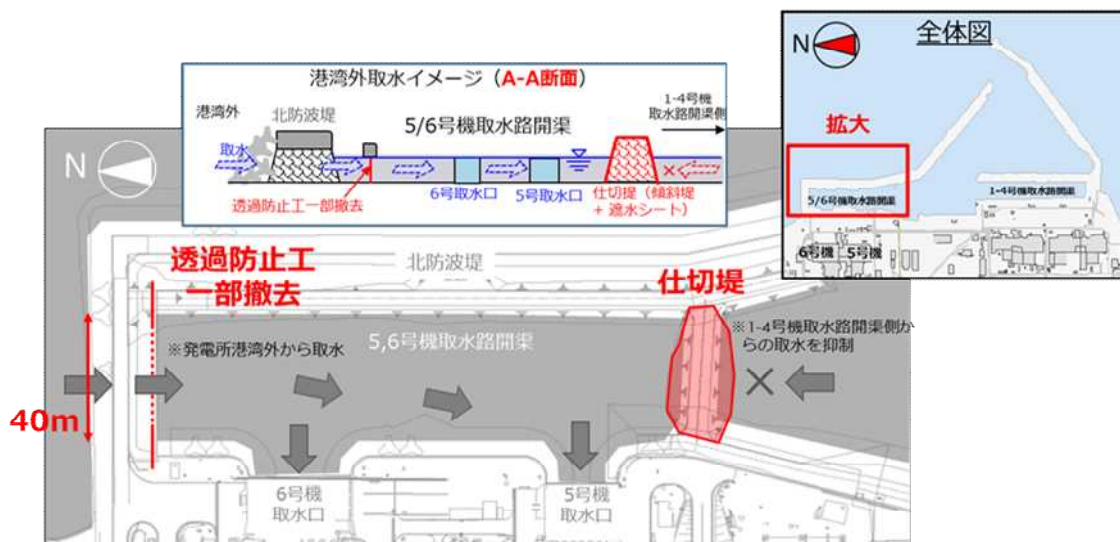 港湾外取水イメージ（A-A断面）
港湾外
北防波堤
5/6号機取水路開渠
1-4号機
取水路開渠側
取水
6号取水口
5号取水口
透過防止工一部撤去
仕切堤（傾斜堤
+ 遮水シート）
N
全体図
拡大
5/6号機取水路開渠
1-4号機取水路開渠
6号機
5号機
N
透過防止工
一部撤去
北防波堤
仕切堤
※発電所港湾外から取水
5,6号機取水路開渠
※1-4号機取水路開渠側か
らの取水を抑制
40m
6号機
取水口
5号機
取水口